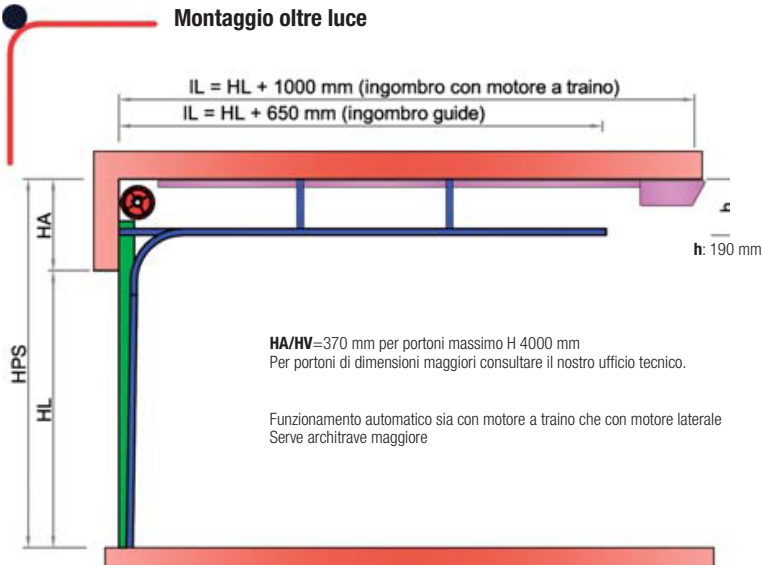 Montaggio oltre luce
IL = HL + 1000 mm (ingombro con motore a traino)
IL = HL + 650 mm (ingombro guide)
HA
h
h: 190 mm
HPS
HL
HA/HV=370 mm per portoni massimo H 4000 mm
Per portoni di dimensioni maggiori consultare il nostro ufficio tecnico.
Funzionamento automatico sia con motore a traino che con motore laterale
Serve architrave maggiore